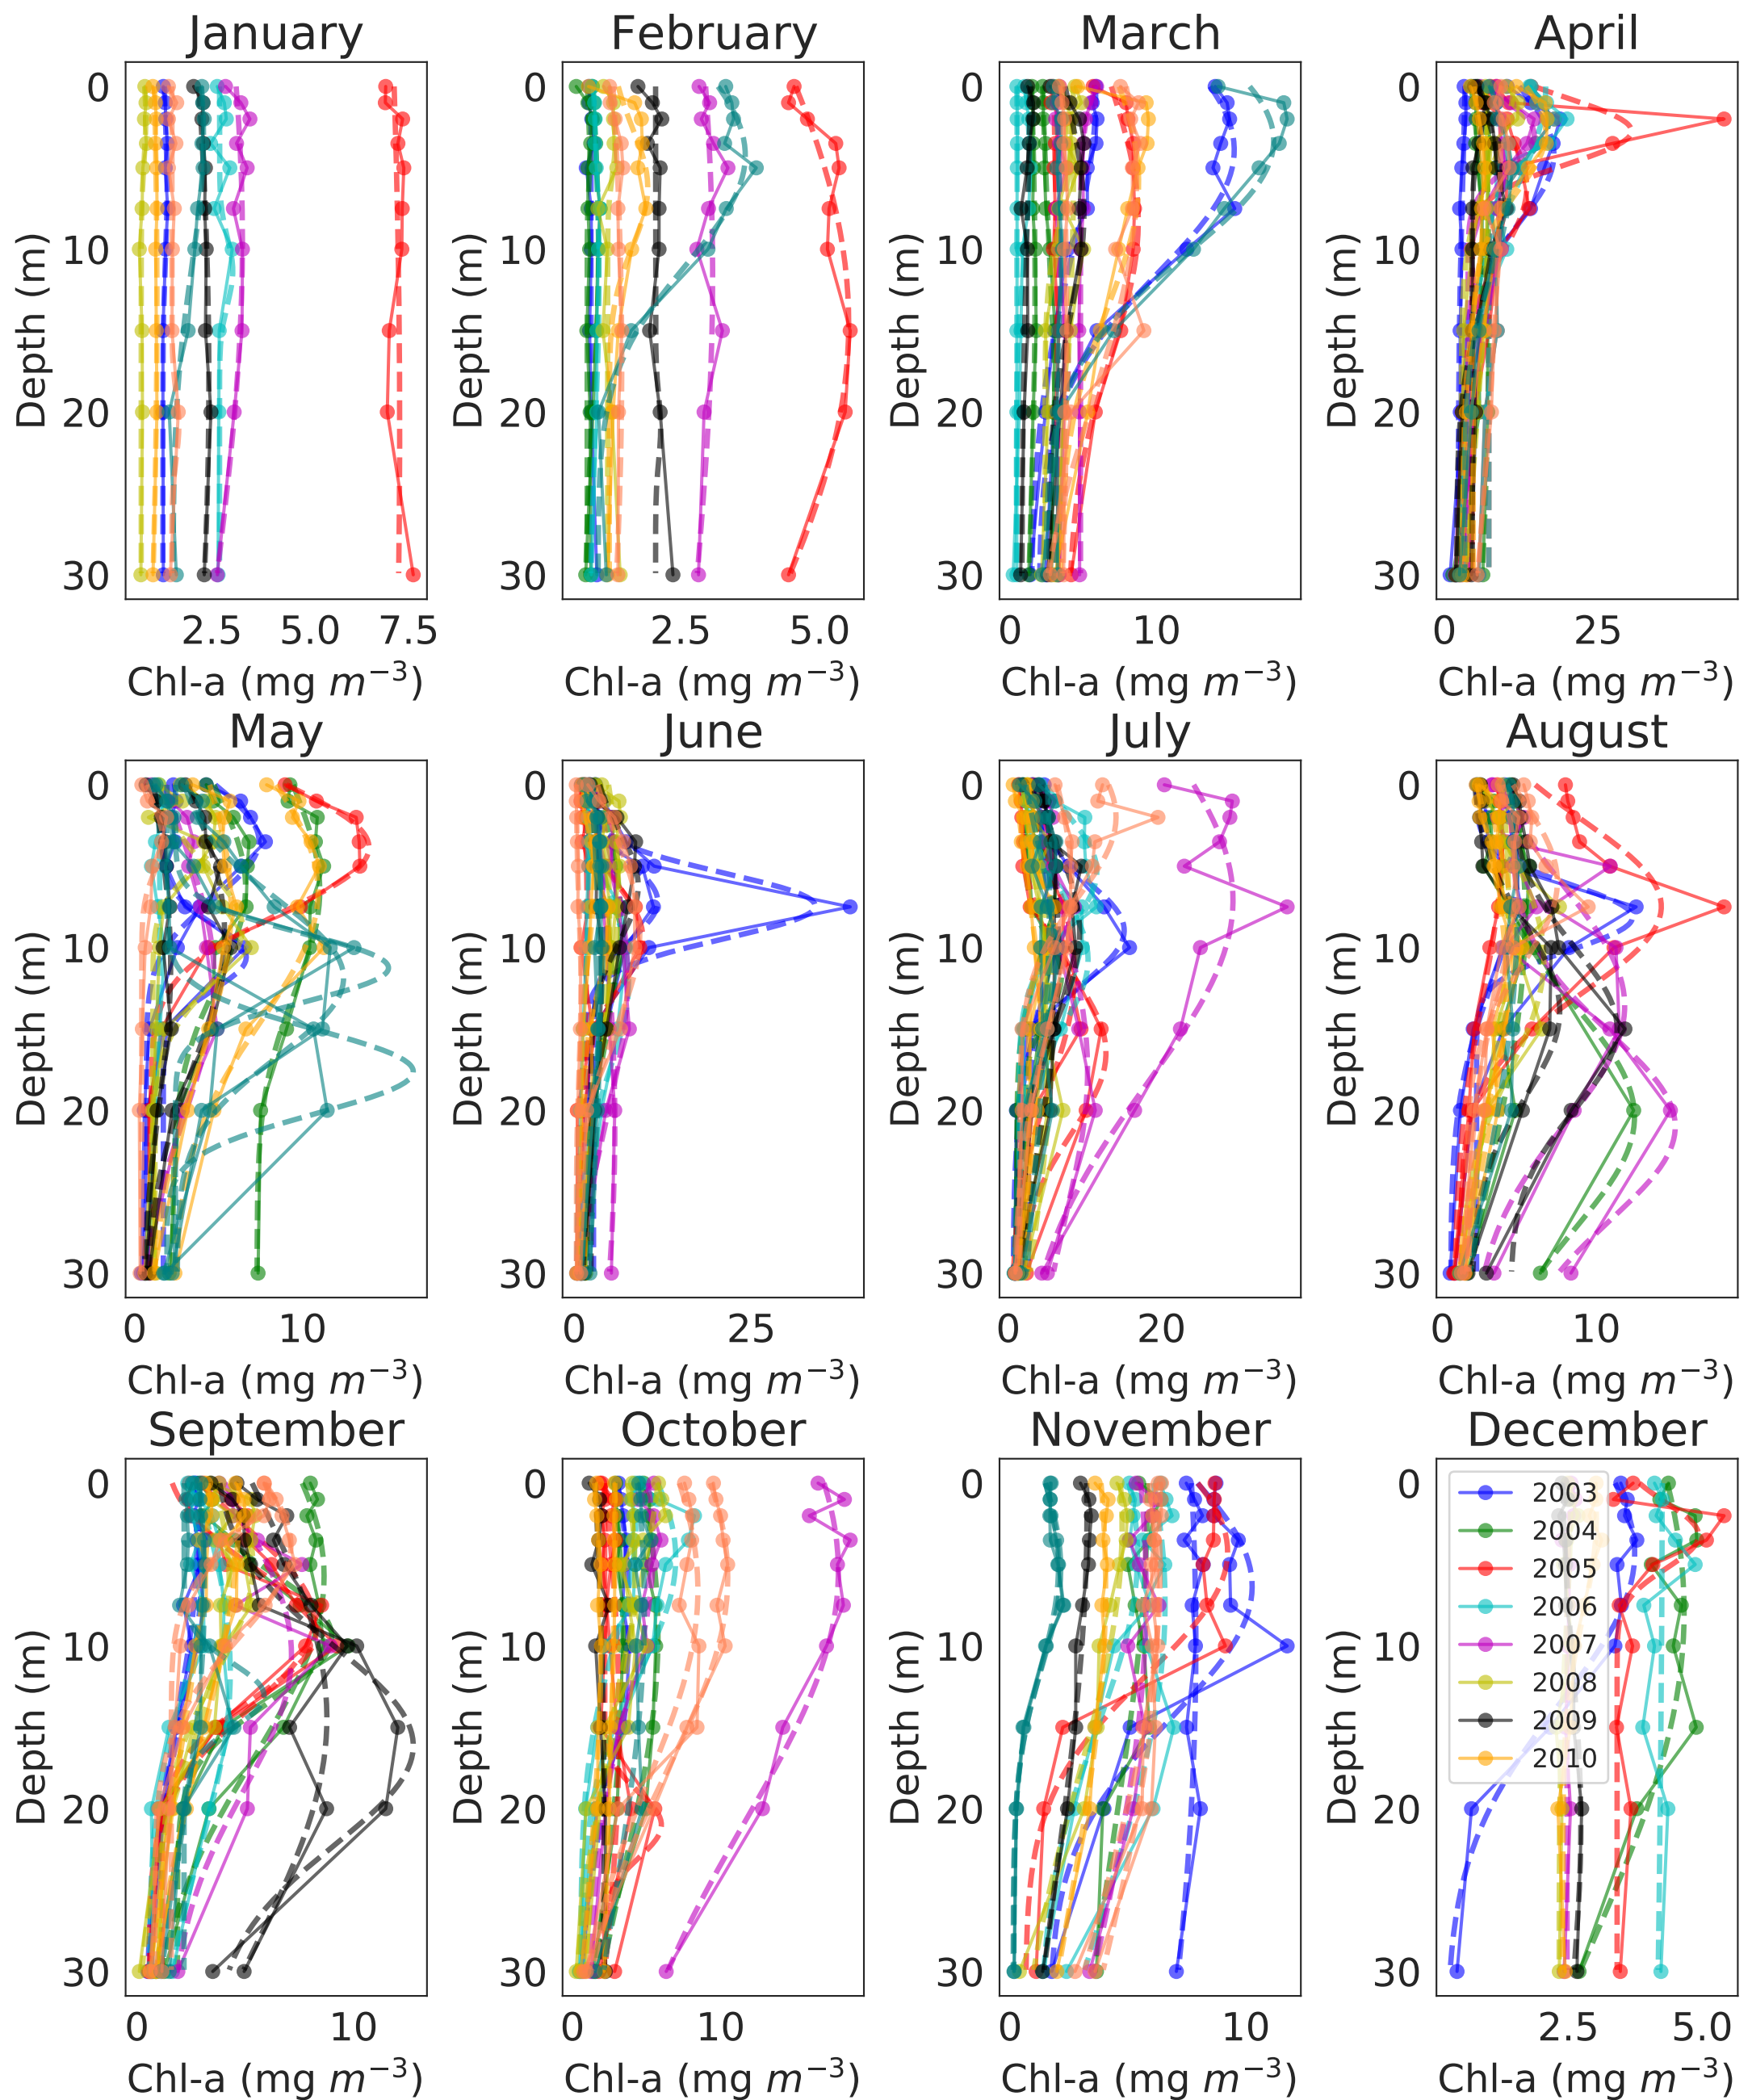 January February March April
0 0 0 0
10 10 10 10
20 20 20 20
30 30 30 30
Depth (m) Depth (m) Depth (m) Depth (m)
2.5 5.0 7.5 2.5 5.0 0 10 0 25
Chl-a (mg m⁻³) Chl-a (mg m⁻³) Chl-a (mg m⁻³) Chl-a (mg m⁻³)
May June July August
0 0 0 0
10 10 10 10
20 20 20 20
30 30 30 30
Depth (m) Depth (m) Depth (m) Depth (m)
0 10 0 25 0 20 0 10
Chl-a (mg m⁻³) Chl-a (mg m⁻³) Chl-a (mg m⁻³) Chl-a (mg m⁻³)
September October November December
0 0 0 0
10 10 10 10
20 20 20 20
30 30 30 30
Depth (m) Depth (m) Depth (m) Depth (m)
2003
2004
2005
2006
2007
2008
2009
2010
0 10 0 10 0 10 2.5 5.0
Chl-a (mg m⁻³) Chl-a (mg m⁻³) Chl-a (mg m⁻³) Chl-a (mg m⁻³)